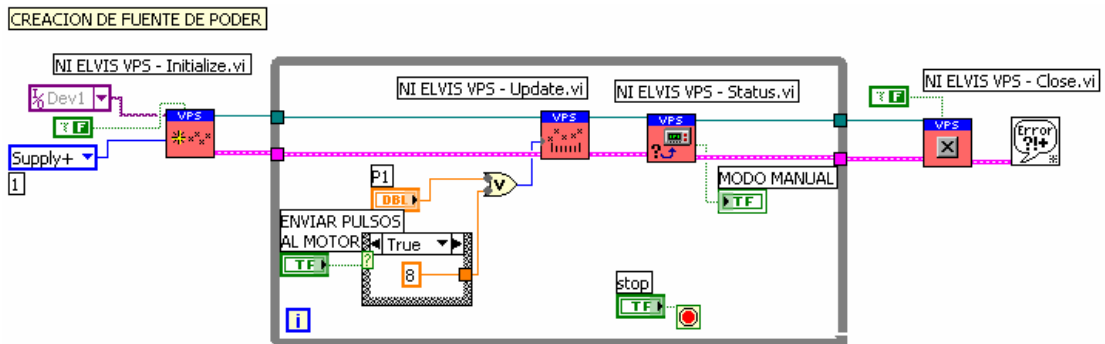 CREACION DE FUENTE DE PODER
NI ELVIS VPS - Initialize.vi
Dev1
VPS
Supply+
1
NI ELVIS VPS - Update.vi
VPS
NI ELVIS VPS - Status.vi
VPS
?
P1
DBL
V
MODO MANUAL
TF
ENVIAR PULSOS
AL MOTOR
True
TF
?
8
stop
TF
i
NI ELVIS VPS - Close.vi
F
F
VPS
Error
?!+